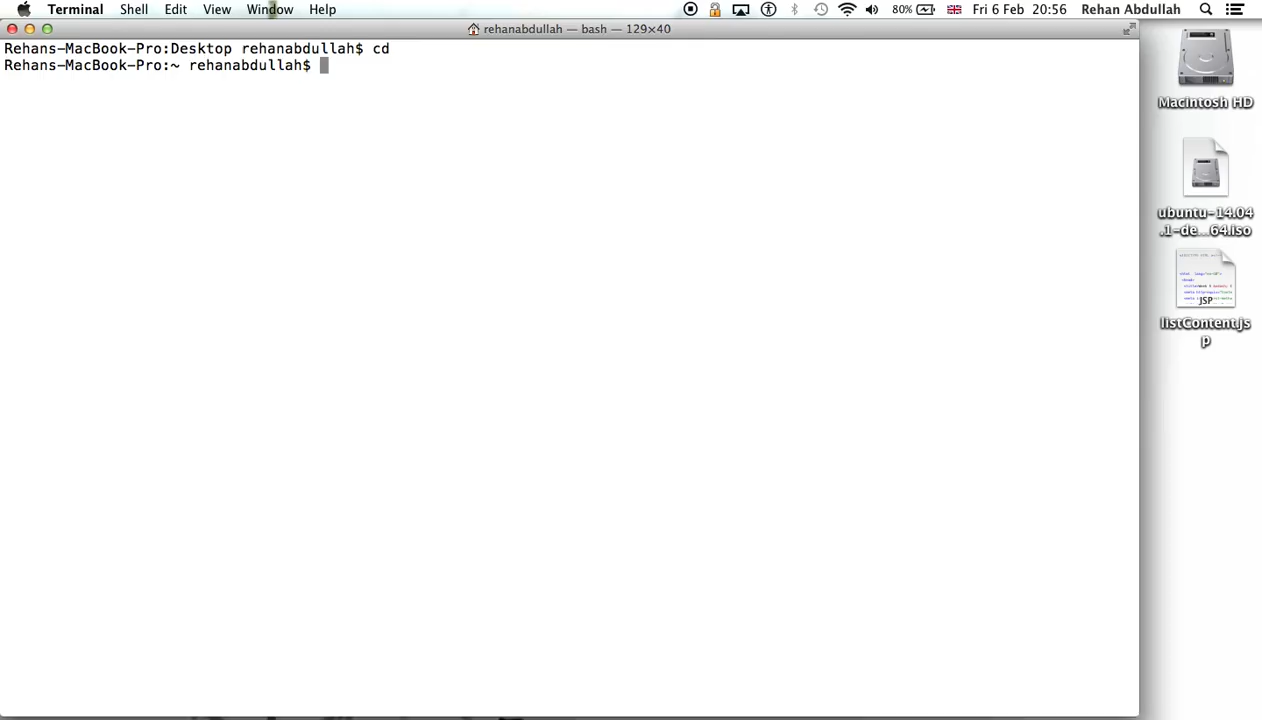 Terminal Shell Edit View Window Help 80% Fri 6 Feb 20:56 Rehan Abdullah
rehanabdullah — bash — 129×40
Rehans-MacBook-Pro:Desktop rehanabdullah$ cd
Rehans-MacBook-Pro:~ rehanabdullah$
Macintosh HD
ubuntu-14.04
.1-de...64.iso
JSP
listContent.js
p